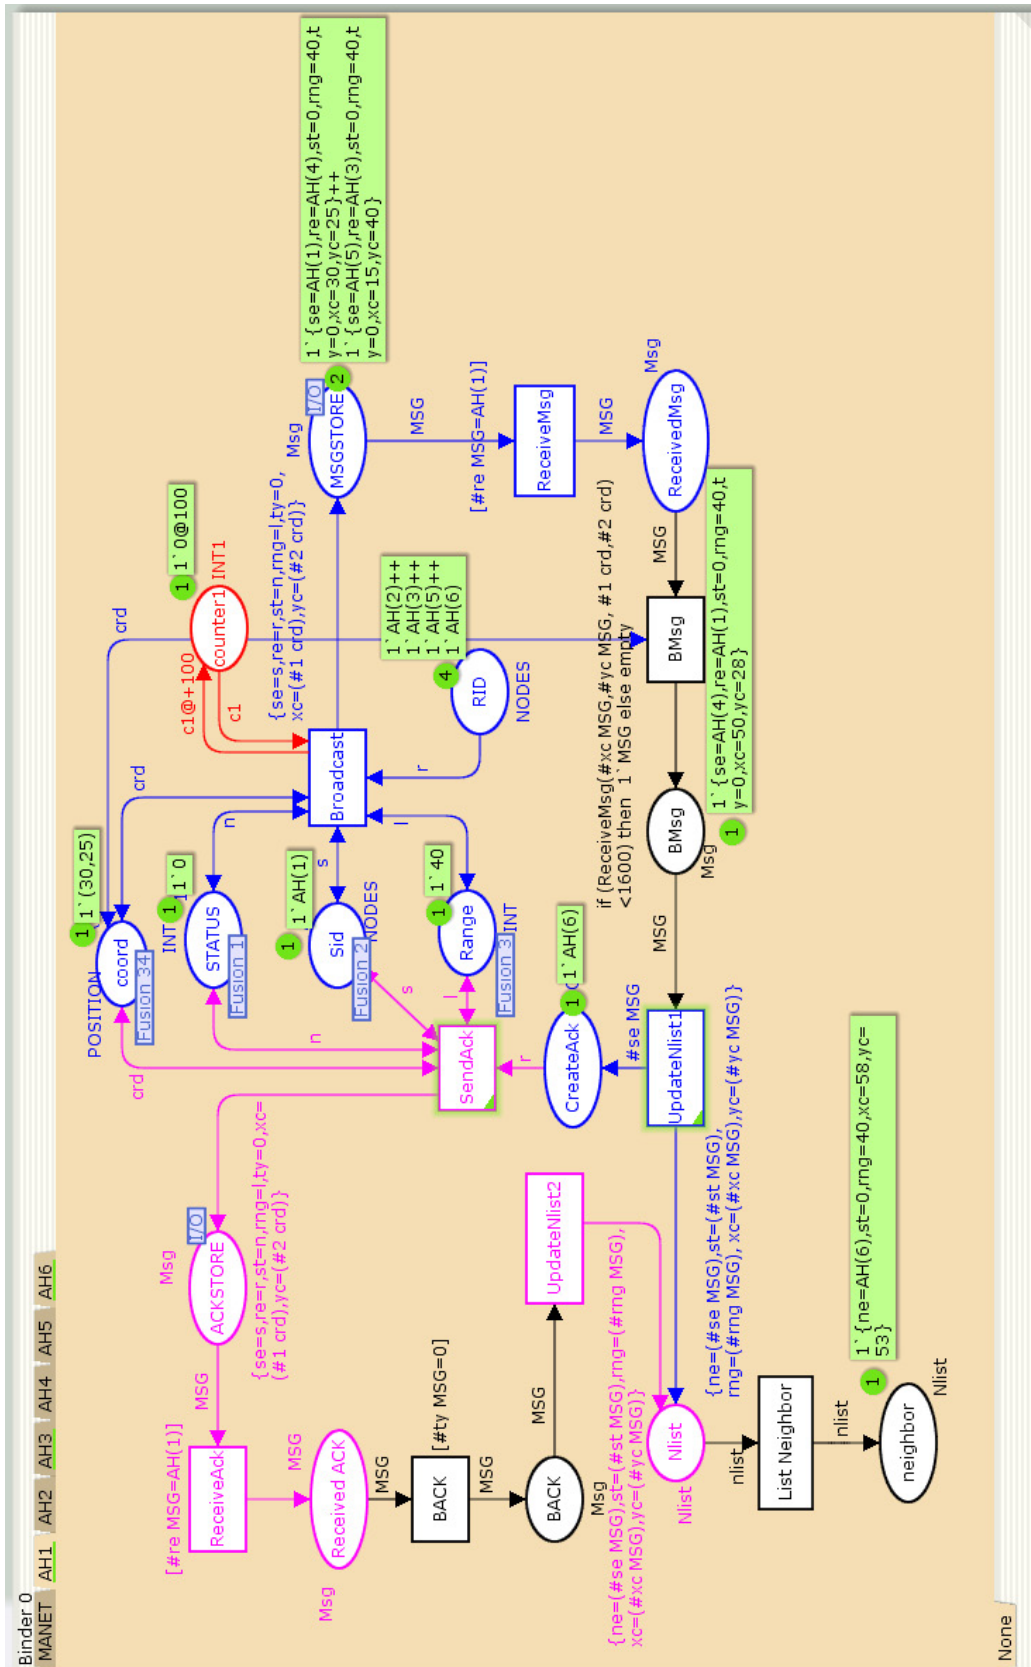 Binder 0
MANET AH1 AH2 AH3 AH4 AH5 AH6
POSITION
1
1`(30,25)
coord
Fusion 34
crd
crd
crd
INT
1
1`0
STATUS
Fusion 1
n
n
1
1`AH(1)
Sid
NODES
Fusion 2
s
s
1
1`40
Range
INT
Fusion 3
l
l
c1@+100
c1
counter1
INT1
1
1`0@100
Broadcast
{se=s,re=r,st=n,rng=l,ty=0,
xc=(#1 crd),yc=(#2 crd)}
r
4
1`AH(2)++
1`AH(3)++
1`AH(5)++
1`AH(6)
RID
NODES
Msg
I/O
MSGSTORE
2
1`{se=AH(1),re=AH(4),st=0,rng=40,t
y=0,xc=30,yc=25}++
1`{se=AH(5),re=AH(3),st=0,rng=40,t
y=0,xc=15,yc=40}
MSG
[#re MSG=AH(1)]
ReceiveMsg
MSG
Msg
ReceivedMsg
MSG
if (ReceiveMsg(#xc MSG,#yc MSG, #1 crd,#2 crd)
<1600) then 1`MSG else empty
BMsg
BMsg
Msg
1
1`{se=AH(4),re=AH(1),st=0,rng=40,t
y=0,xc=50,yc=28}
MSG
UpdateNlist1
#se MSG
CreateAck
1
1`AH(6)
r
SendAck
Msg
I/O
ACKSTORE
{se=s,re=r,st=n,rng=l,ty=0,xc=
(#1 crd),yc=(#2 crd)}
MSG
[#re MSG=AH(1)]
ReceiveAck
MSG
Received ACK
Msg
MSG
[#ty MSG=0]
BACK
MSG
BACK
Msg
MSG
UpdateNlist2
{ne=(#se MSG),st=(#st MSG),rng=(#rng MSG),
xc=(#xc MSG),yc=(#yc MSG)}
{ne=(#se MSG),st=(#st MSG),
rng=(#rng MSG), xc=(#xc MSG),yc=(#yc MSG)}
Nlist
Nlist
nlist
List Neighbor
nlist
neighbor
Nlist
1
1`{ne=AH(6),st=0,rng=40,xc=58,yc=
53}
None